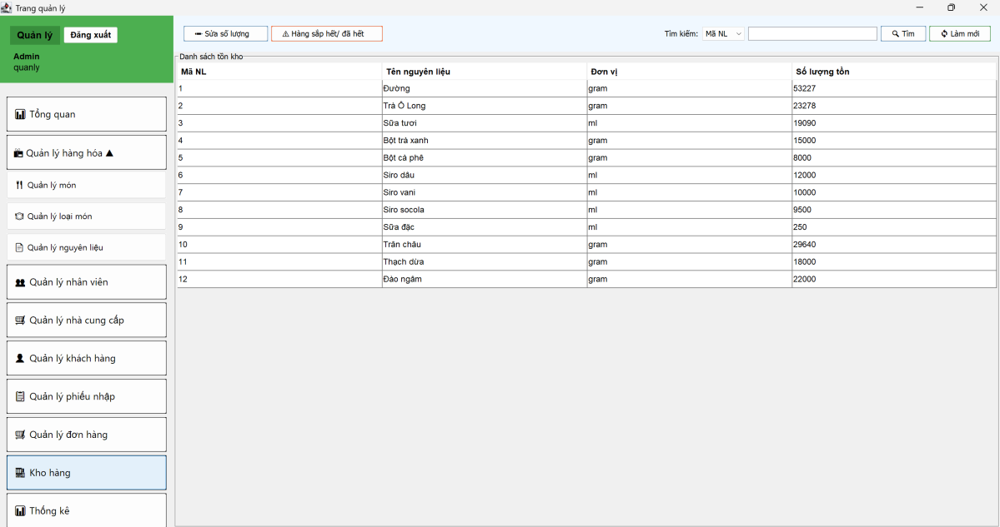 Trang quản lý
Quản lý Đăng xuất
Admin
quanly
Tổng quan
Quản lý hàng hóa ▲
Quản lý món
Quản lý loại món
Quản lý nguyên liệu
Quản lý nhân viên
Quản lý nhà cung cấp
Quản lý khách hàng
Quản lý phiếu nhập
Quản lý đơn hàng
Kho hàng
Thống kê
Sửa số lượng Hàng sắp hết/ đã hết Tìm kiếm: Mã NL Tìm Làm mới
Danh sách tồn kho
Mã NL Tên nguyên liệu Đơn vị Số lượng tồn
1 Đường gram 53227
2 Trà Ô Long gram 23278
3 Sữa tươi ml 19090
4 Bột trà xanh gram 15000
5 Bột cà phê gram 8000
6 Siro dâu ml 12000
7 Siro vani ml 10000
8 Siro socola ml 9500
9 Sữa đặc ml 250
10 Trân châu gram 29640
11 Thạch dừa gram 18000
12 Đào ngâm gram 22000